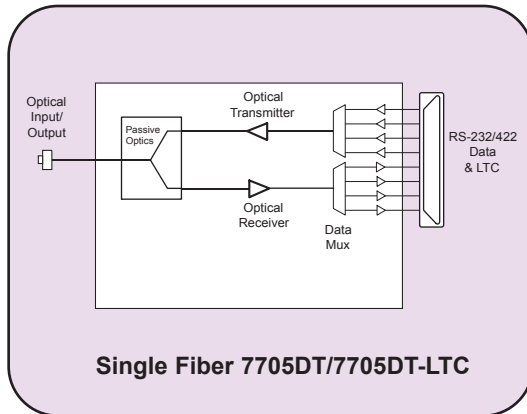 Optical
Input/
Output
Passive
Optics
Optical
Transmitter
Optical
Receiver
Data
Mux
RS-232/422
Data
& LTC
Single Fiber 7705DT/7705DT-LTC